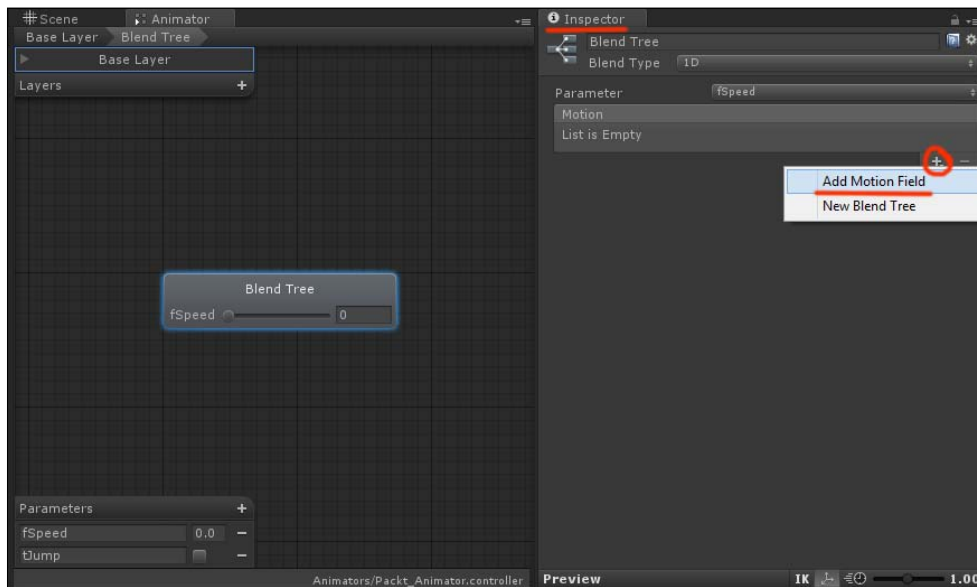 Scene
Animator
Base Layer
Blend Tree
Base Layer
Layers
+
Blend Tree
fSpeed
0
Parameters
+
fSpeed
0.0
tJump
Animators/Packt_Animator.controller
Inspector
Blend Tree
Blend Type
1D
Parameter
fSpeed
Motion
List is Empty
+
Add Motion Field
New Blend Tree
Preview
IK
1.00